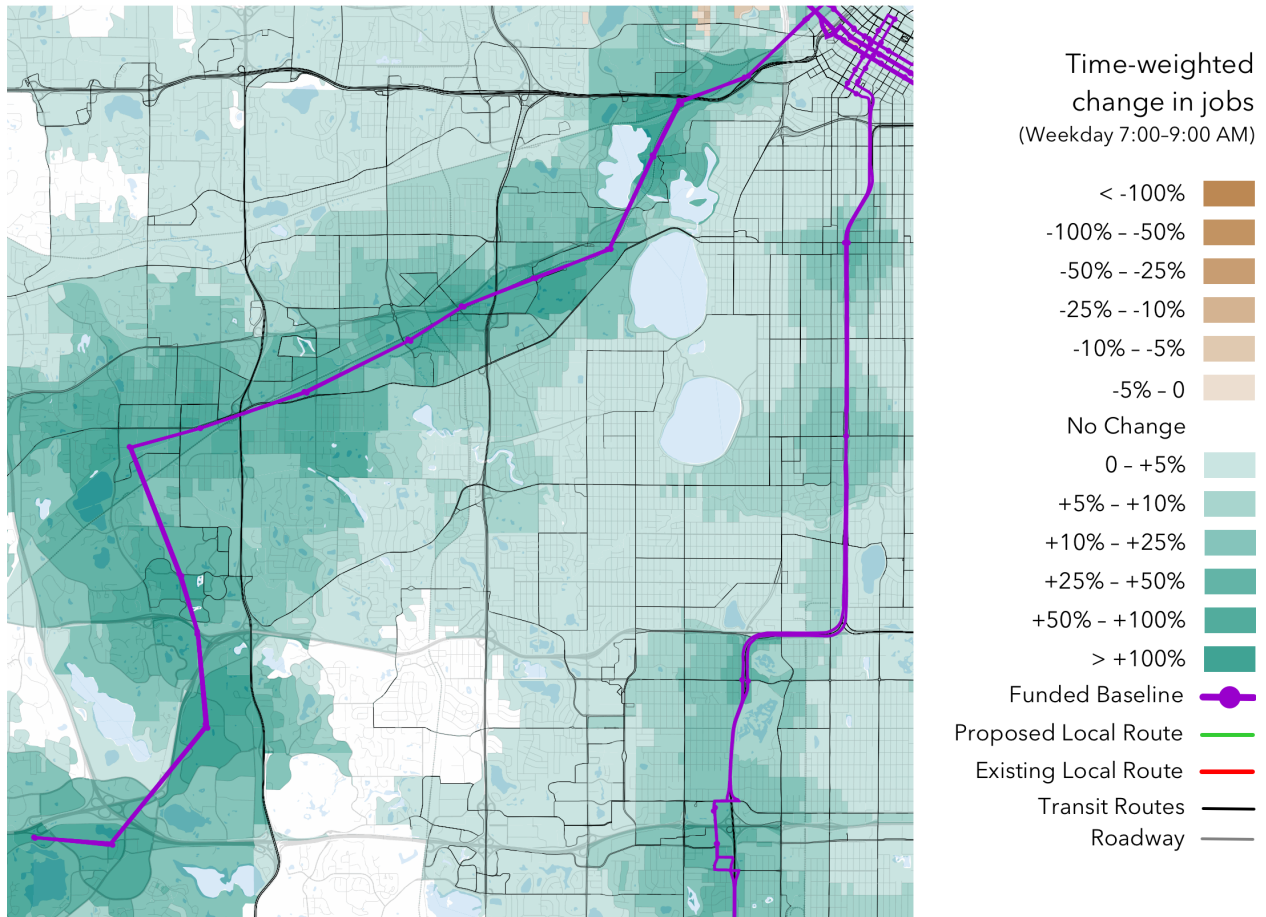 Time-weighted
change in jobs
(Weekday 7:00–9:00 AM)
< -100%
-100% – -50%
-50% – -25%
-25% – -10%
-10% – -5%
-5% – 0
No Change
0 – +5%
+5% – +10%
+10% – +25%
+25% – +50%
+50% – +100%
> +100%
Funded Baseline
Proposed Local Route
Existing Local Route
Transit Routes
Roadway